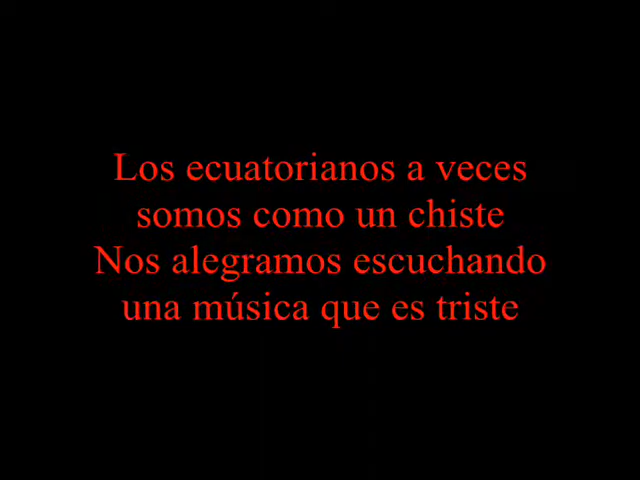 Los ecuatorianos a veces
somos como un chiste
Nos alegramos escuchando
una música que es triste